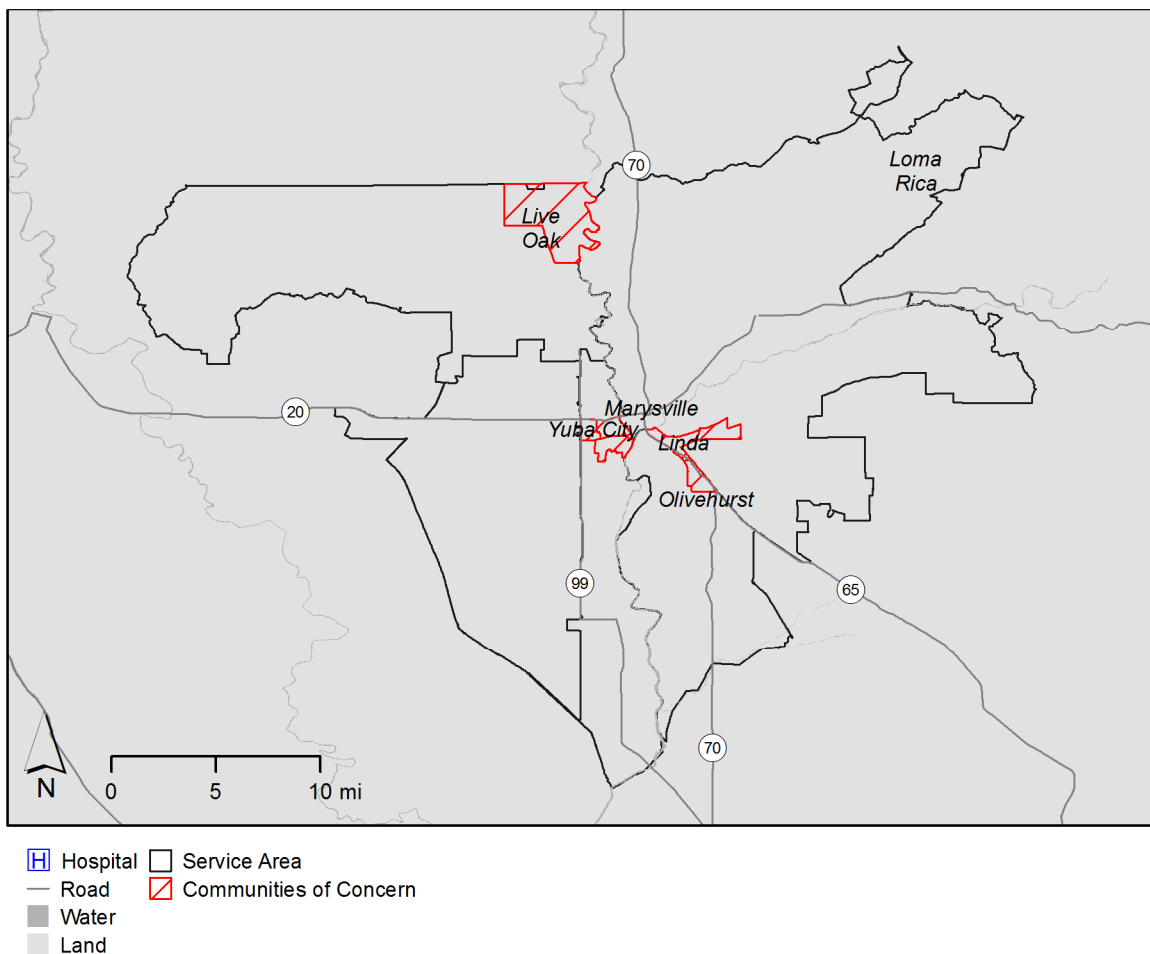 70
Loma
Rica
Live
Oak
20
Marysville
Yuba City
Linda
Olivehurst
99
65
70
N
0 5 10 mi
H Hospital
Service Area
Road
Communities of Concern
Water
Land